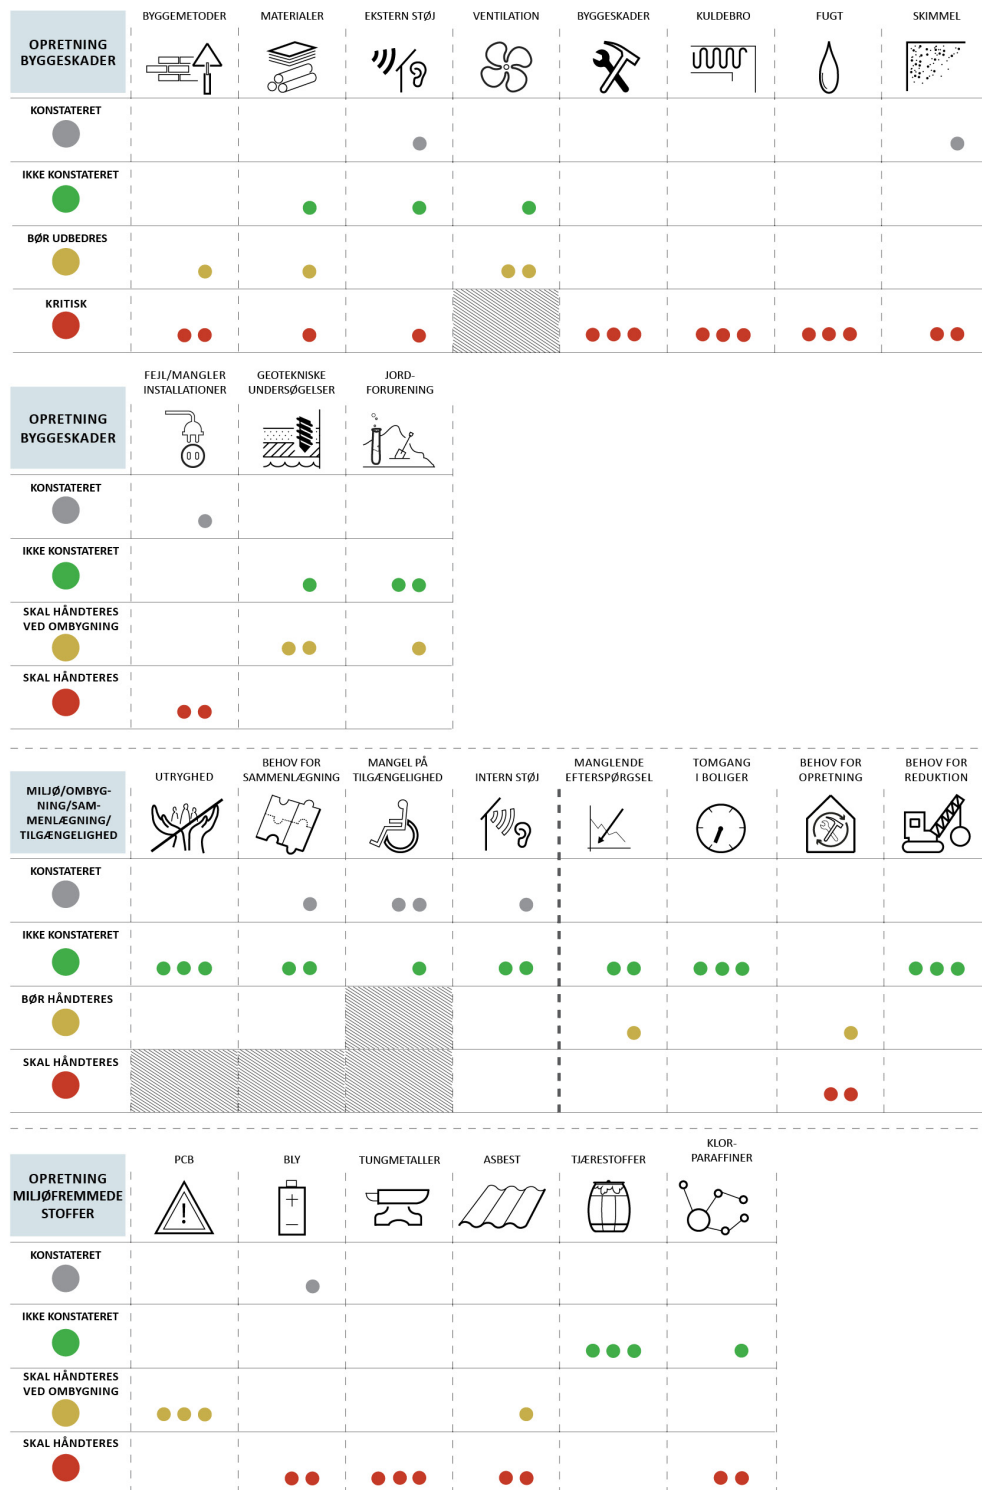 BYGGEMETODER MATERIALER EKSTERN STØJ VENTILATION BYGGESKADER KULDEBRO FUGT SKIMMEL
OPRETNING
BYGGESKADER
KONSTATERET
IKKE KONSTATERET
BØR UDBEDRES
KRITISK
FEJL/MANGLER
INSTALLATIONER
GEOTEKNISKE
UNDERSØGELSER
JORD-
FORURENING
OPRETNING
BYGGESKADER
KONSTATERET
IKKE KONSTATERET
SKAL HÅNDTERES
VED OMBYGNING
SKAL HÅNDTERES
UTRYGHED
BEHOV FOR
SAMMENLÆGNING
MANGEL PÅ
TILGÆNGELIGHED
INTERN STØJ
MANGLENDE
EFTERSPØRGSEL
TOMGANG
I BOLIGER
BEHOV FOR
OPRETNING
BEHOV FOR
REDUKTION
MILJØ/OMBYG-
NING/SAM-
MENLÆGNING/
TILGÆNGELIGHED
KONSTATERET
IKKE KONSTATERET
BØR HÅNDTERES
SKAL HÅNDTERES
PCB BLY TUNGMETALLER ASBEST TJÆRESTOFFER
KLOR-
PARAFFINER
OPRETNING
MILJØFREMMEDE
STOFFER
!
+
−
KONSTATERET
IKKE KONSTATERET
SKAL HÅNDTERES
VED OMBYGNING
SKAL HÅNDTERES